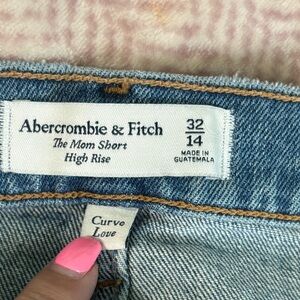 Abercrombie & Fitch
The Mom Short
High Rise
32
14
MADE IN
GUATEMALA
Curve
Love